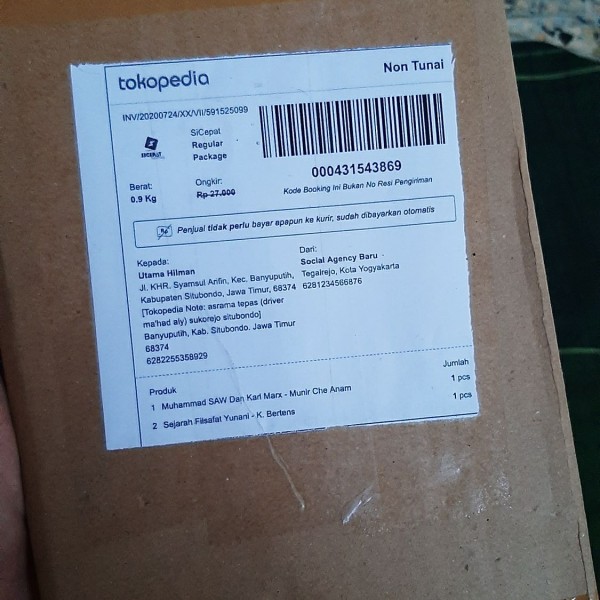 tokopedia
Non Tunai
INV/20200724/XX/VII/591525099
SICEPAT
SiCepat
Regular
Package
000431543869
Kode Booking Ini Bukan No Resi Pengiriman
Berat:
0.9 Kg
Ongkir:
Rp 27.000
Penjual tidak perlu bayar apapun ke kurir, sudah dibayarkan otomatis
Kepada:
Utama Hilman
Jl. KHR. Syamsul Arifin, Kec. Banyuputih,
Kabupaten Situbondo, Jawa Timur, 68374
[Tokopedia Note: asrama tepas (driver
ma'had aly) sukorejo situbondo]
Banyuputih, Kab. Situbondo. Jawa Timur
68374
6282255358929
Dari:
Social Agency Baru
Tegalrejo, Kota Yogyakarta
6281234566876
Produk
Jumlah
1 Muhammad SAW Dan Karl Marx - Munir Che Anam 1 pcs
2 Sejarah Filsafat Yunani - K. Bertens 1 pcs